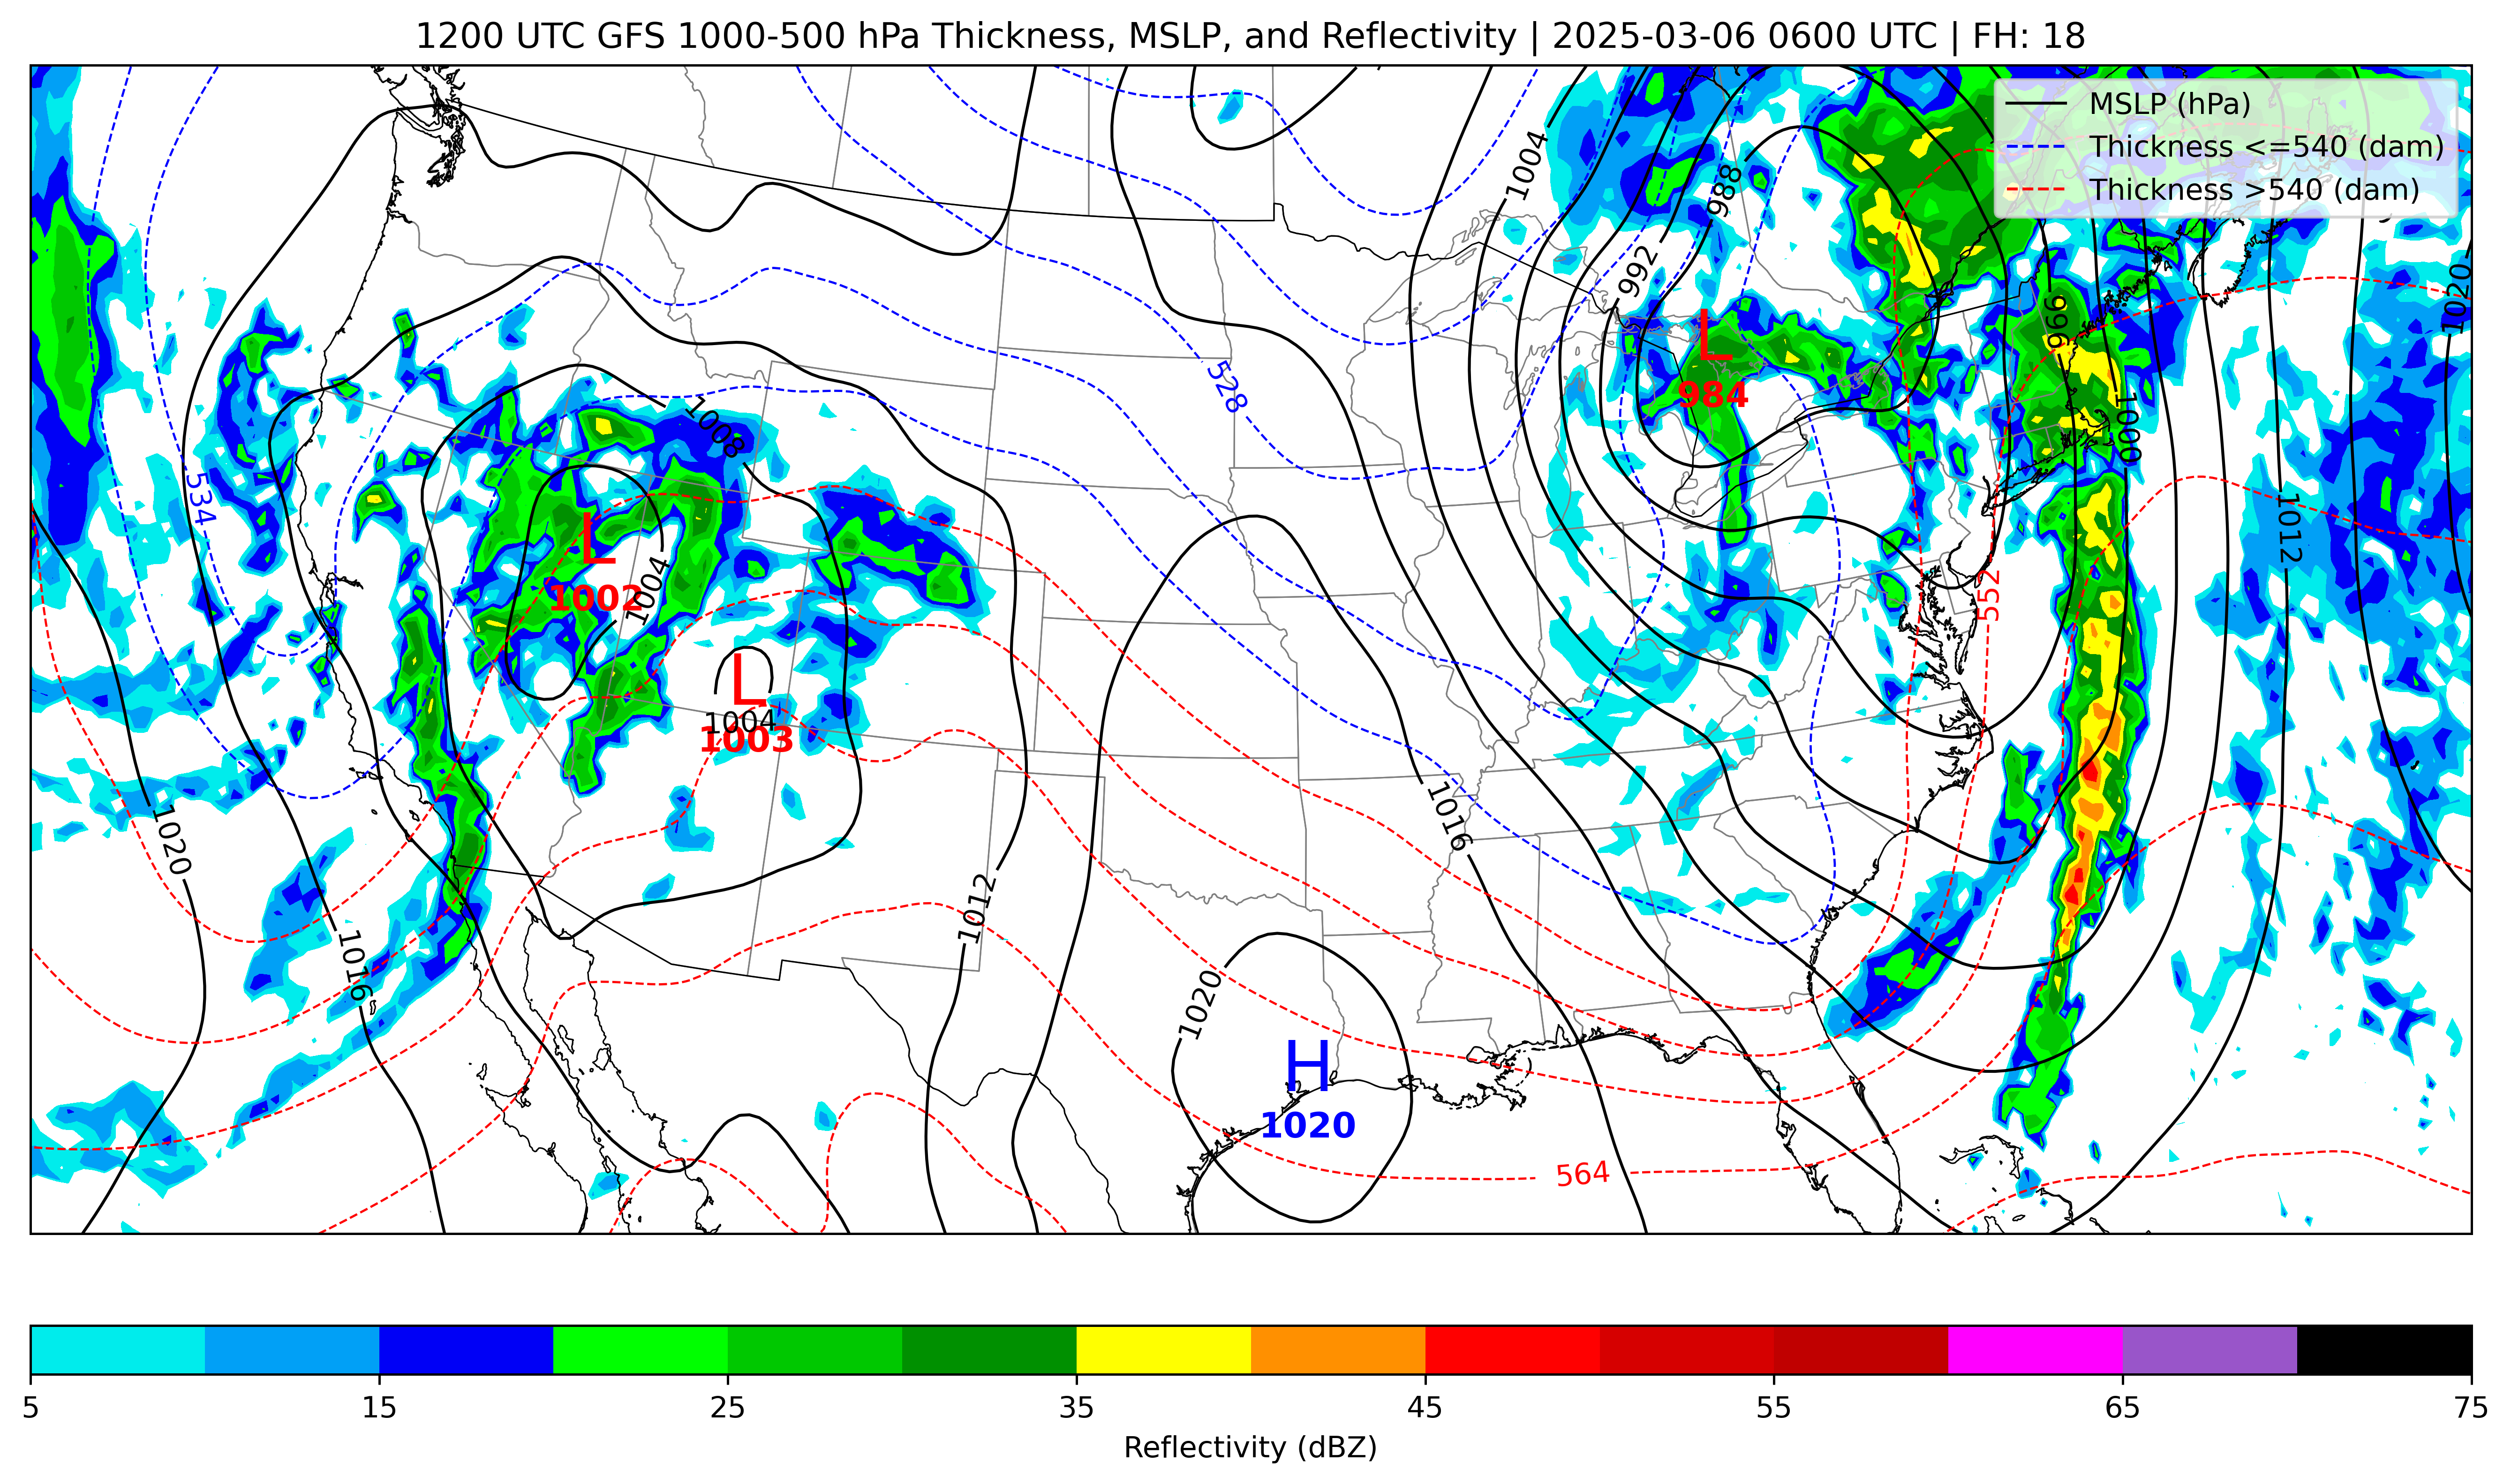 1200 UTC GFS 1000-500 hPa Thickness, MSLP, and Reflectivity | 2025-03-06 0600 UTC | FH: 18
MSLP (hPa)
Thickness <=540 (dam)
Thickness >540 (dam)
1004
988
992
1020
996
L
984
528
1008
1000
534
1012
L
1002
1004
552
L
1004
1003
1020
1016
1012
1016
1020
H
1020
564
5 15 25 35 45 55 65 75
Reflectivity (dBZ)